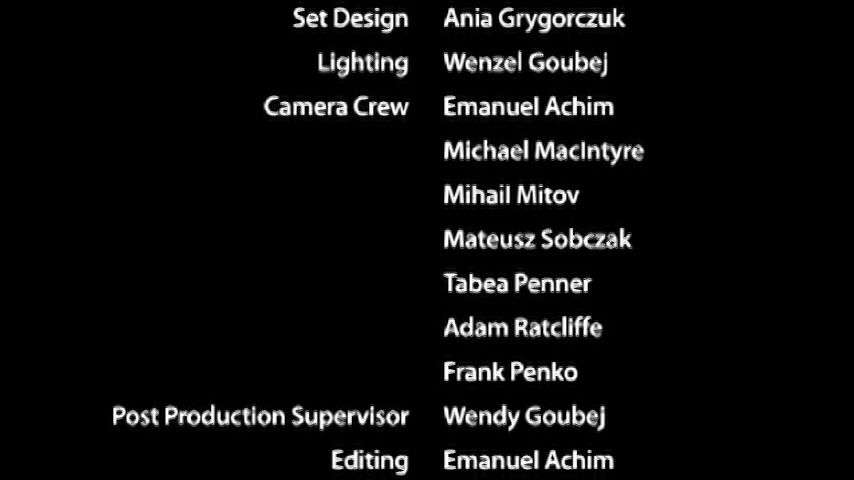 Set Design Ania Grygorczuk
Lighting Wenzel Goubej
Camera Crew Emanuel Achim
Michael MacIntyre
Mihail Mitov
Mateusz Sobczak
Tabea Penner
Adam Ratcliffe
Frank Penko
Post Production Supervisor Wendy Goubej
Editing Emanuel Achim